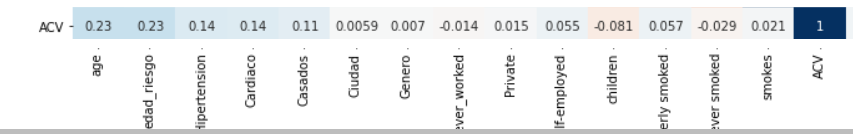 ACV - 0.23 0.23 0.14 0.14 0.11 0.0059 0.007 -0.014 0.015 0.055 -0.081 0.057 -0.029 0.021 1
age
edad_riesgo
Hipertension
Cardiaco
Casados
Ciudad
Genero
ever_worked
Private
lf-employed
children
erly smoked
ever smoked
smokes
ACV